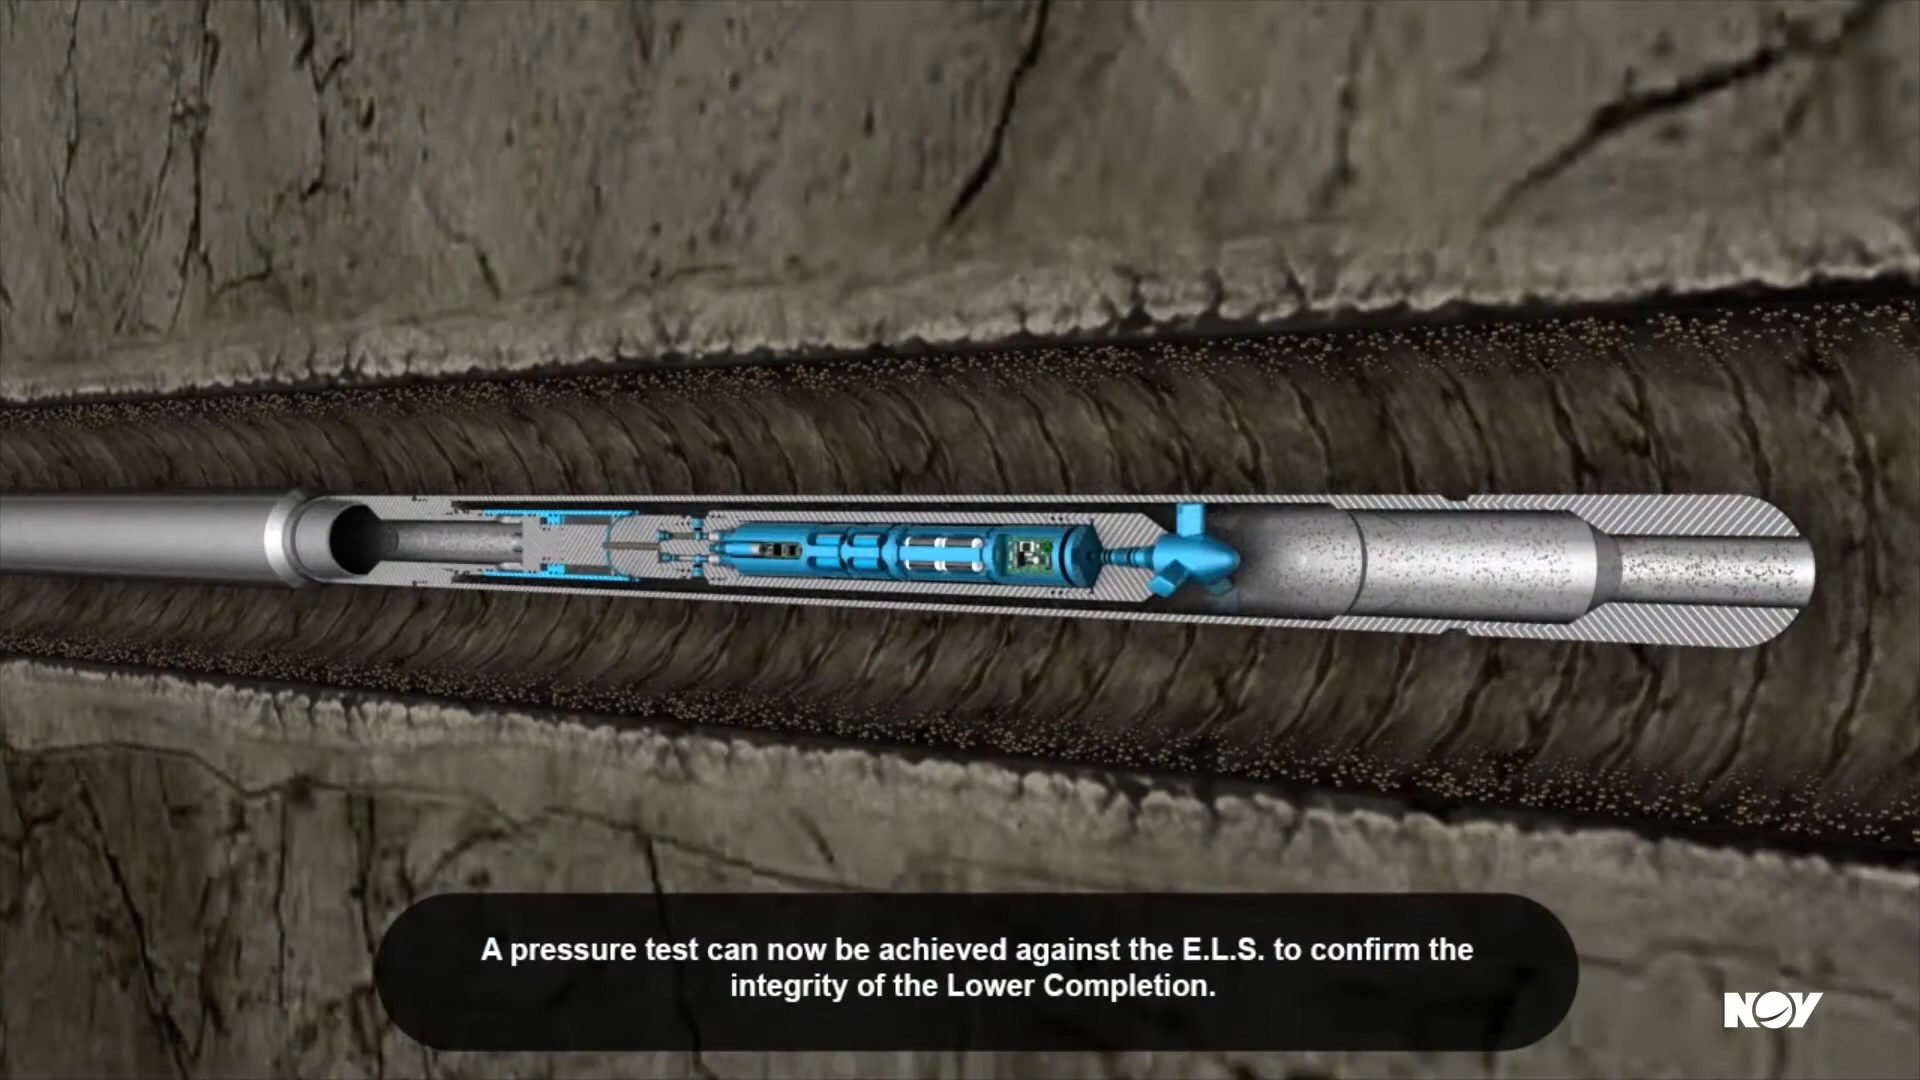 A pressure test can now be achieved against the E.L.S. to confirm the
integrity of the Lower Completion.
NOV